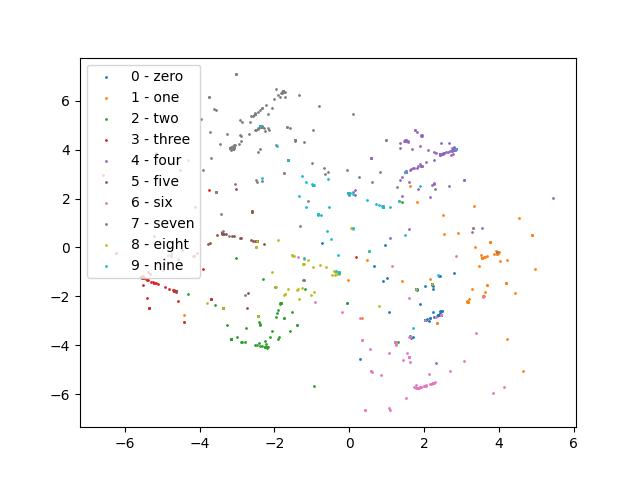 0 - zero
1 - one
2 - two
3 - three
4 - four
5 - five
6 - six
7 - seven
8 - eight
9 - nine
6
4
2
0
−2
−4
−6
−6 −4 −2 0 2 4 6